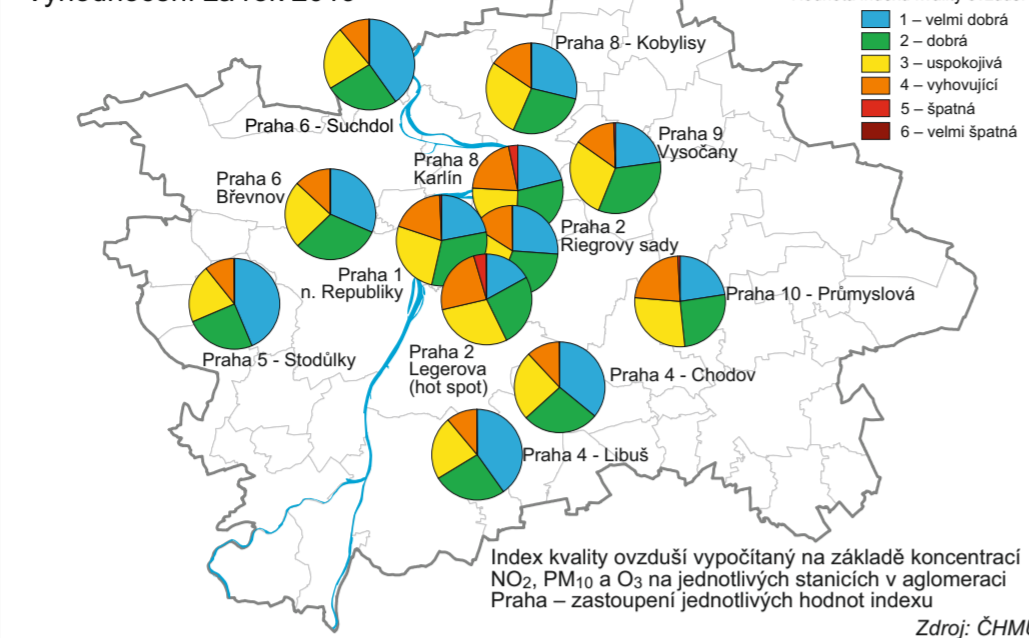 1 – velmi dobrá
2 – dobrá
3 – uspokojivá
4 – vyhovující
5 – špatná
6 – velmi špatná
Praha 8 - Kobylisy
Praha 6 - Suchdol
Praha 9
Vysočany
Praha 8
Karlín
Praha 6
Břevnov
Praha 2
Riegrovy sady
Praha 1
n. Republiky
Praha 10 - Průmyslová
Praha 5 - Stodůlky
Praha 2
Legerova
(hot spot)
Praha 4 - Chodov
Praha 4 - Libuš
Index kvality ovzduší vypočítaný na základě koncentrací
NO₂, PM₁₀ a O₃ na jednotlivých stanicích v aglomeraci
Praha – zastoupení jednotlivých hodnot indexu
Zdroj: ČHMÚ